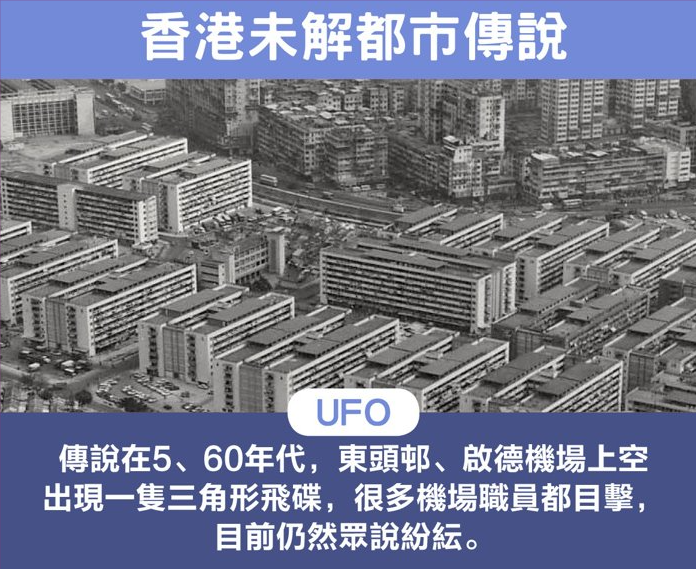 香港未解都市傳說
UFO
傳說在5、60年代，東頭邨、啟德機場上空
出現一隻三角形飛碟，很多機場職員都目擊，
目前仍然眾說紛紜。